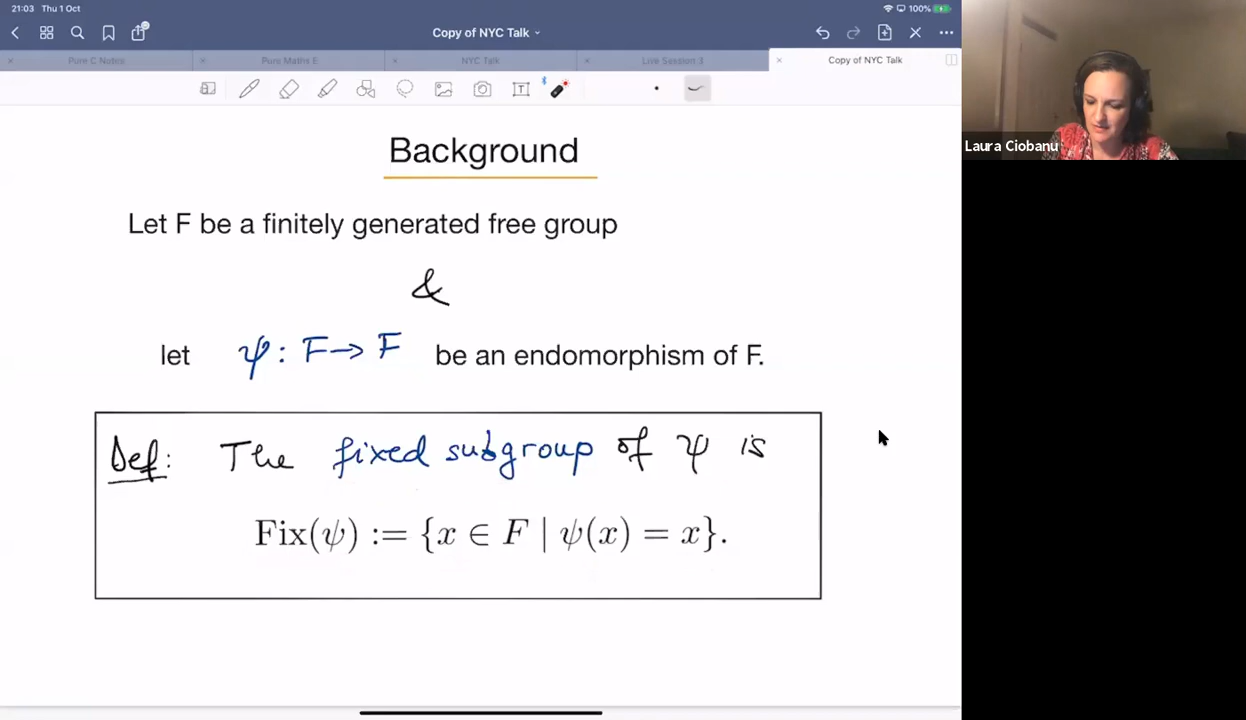 21:03 Thu 1 Oct
100%
Copy of NYC Talk
Pure C Notes
Pure Maths E
NYC Talk
Live Session 3
Copy of NYC Talk
Background
Let F be a finitely generated free group
&
let ψ : F → F be an endomorphism of F.
Def: The fixed subgroup of ψ is
Fix(ψ) := {x ∈ F | ψ(x) = x}.
Laura Ciobanu